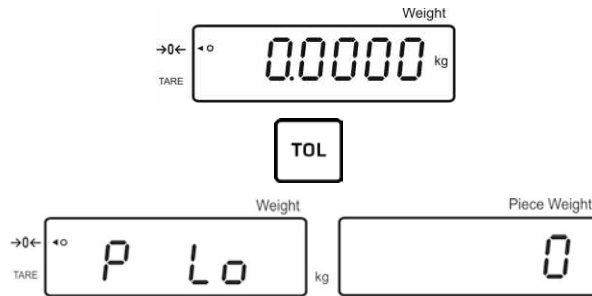 Weight
→0← ◄ o 0.0000 kg
TARE
TOL
Weight Piece Weight
→0← ◄ o P Lo 0
TARE kg